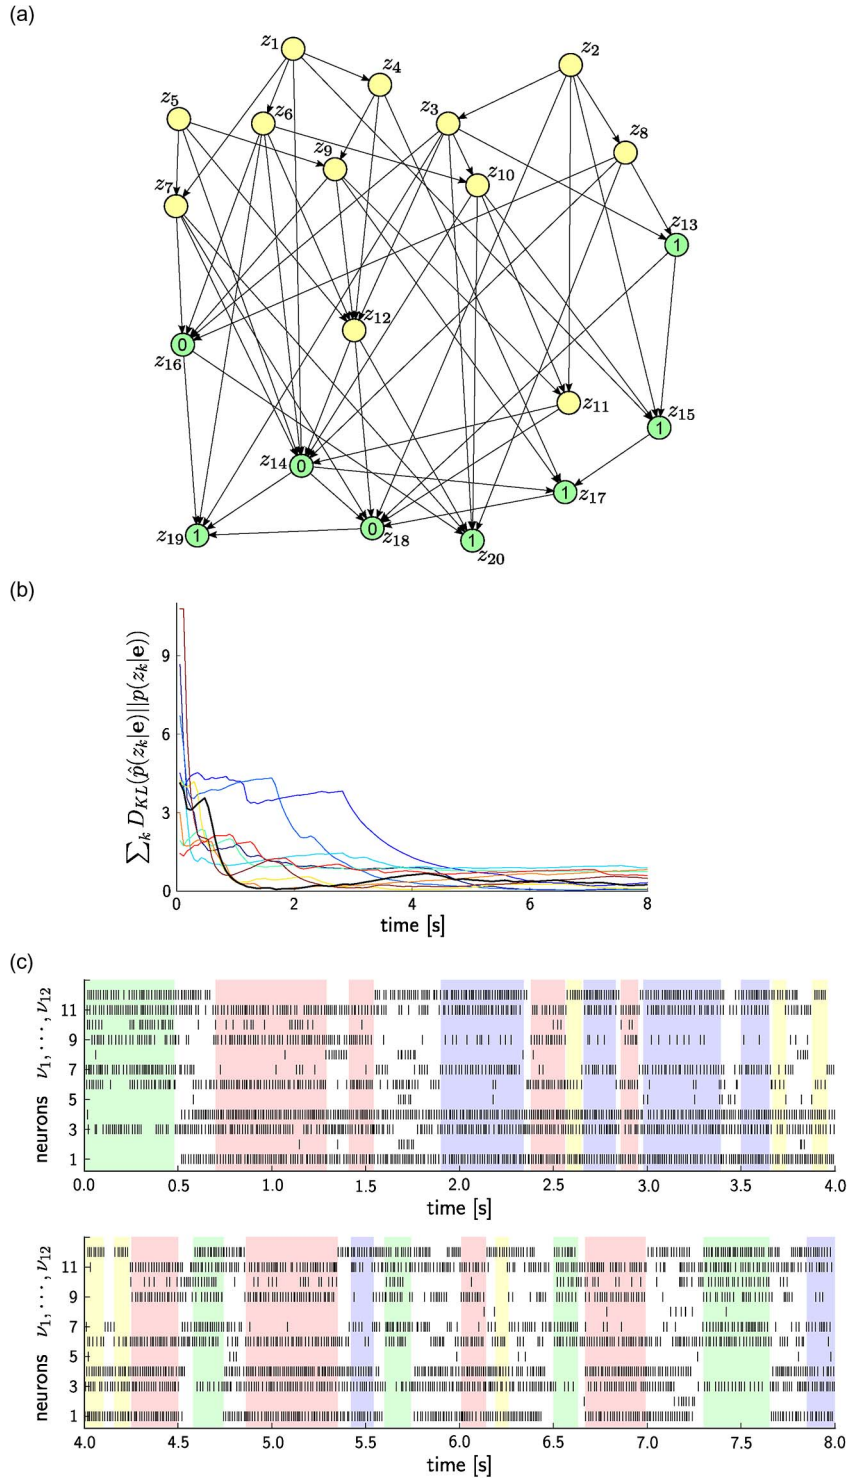 (a)
z1
z2
z4
z5
z6
z3
z8
z9
z10
z7
z13
1
z12
0
z16
z11
z15
1
z14 0
1
z17
z19 1
0
z18
1
z20
(b)
∑k DKL(p̂(zk|e)||p(zk|e))
9
6
3
0
0 2 4 6 8
time [s]
(c)
neurons ν1, ⋯, ν12
11
9
7
5
3
1
0.0 0.5 1.0 1.5 2.0 2.5 3.0 3.5 4.0
time [s]
neurons ν1, ⋯, ν12
11
9
7
5
3
1
4.0 4.5 5.0 5.5 6.0 6.5 7.0 7.5 8.0
time [s]